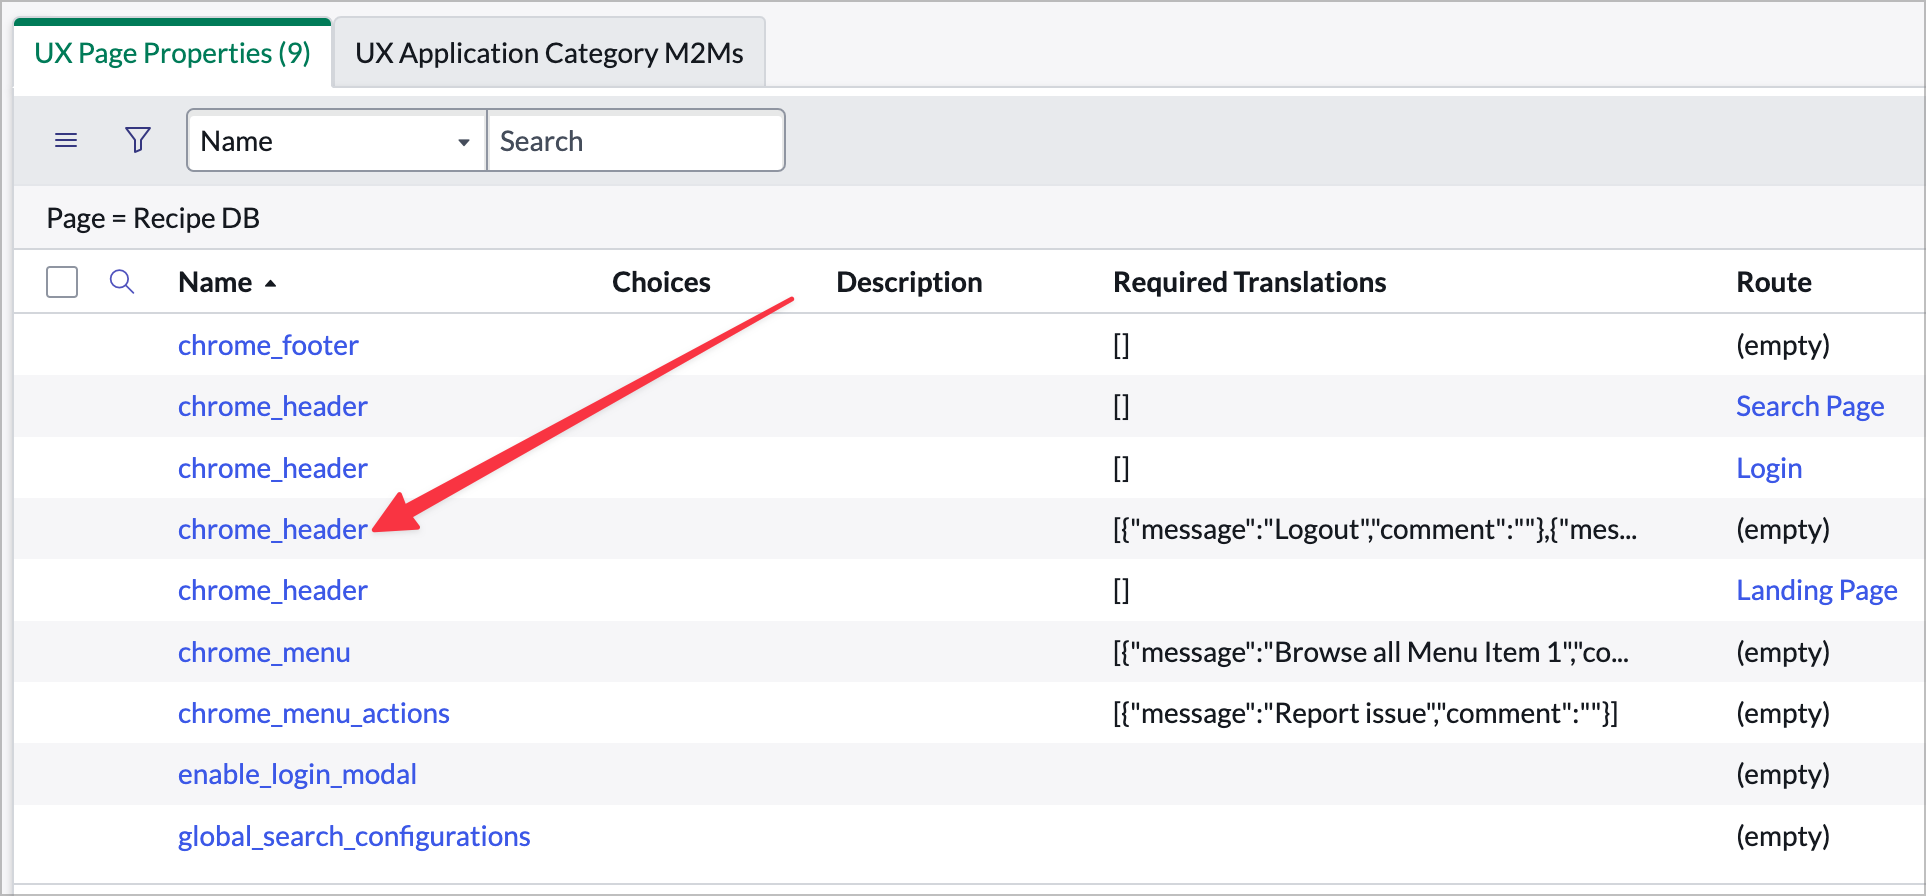 UX Page Properties (9) UX Application Category M2Ms
Name Search
Page = Recipe DB
Name Choices Description Required Translations Route
chrome_footer [] (empty)
chrome_header [] Search Page
chrome_header [] Login
chrome_header [{"message":"Logout","comment":""},{"mes... (empty)
chrome_header [] Landing Page
chrome_menu [{"message":"Browse all Menu Item 1","co... (empty)
chrome_menu_actions [{"message":"Report issue","comment":""}] (empty)
enable_login_modal (empty)
global_search_configurations (empty)